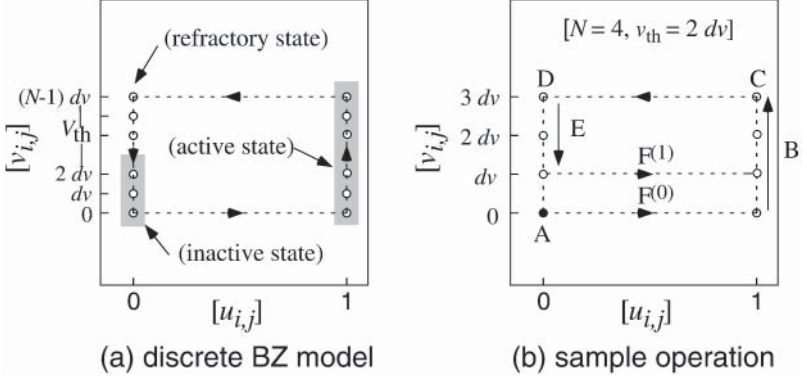 (refractory state)
(N-1) dv
Vth
2 dv
dv
0
[vi,j]
(active state)
(inactive state)
0
1
[ui,j]
(a) discrete BZ model
[N = 4, vth = 2 dv]
D
C
3 dv
2 dv
dv
0
[vi,j]
E
B
F(1)
F(0)
A
0
1
[ui,j]
(b) sample operation